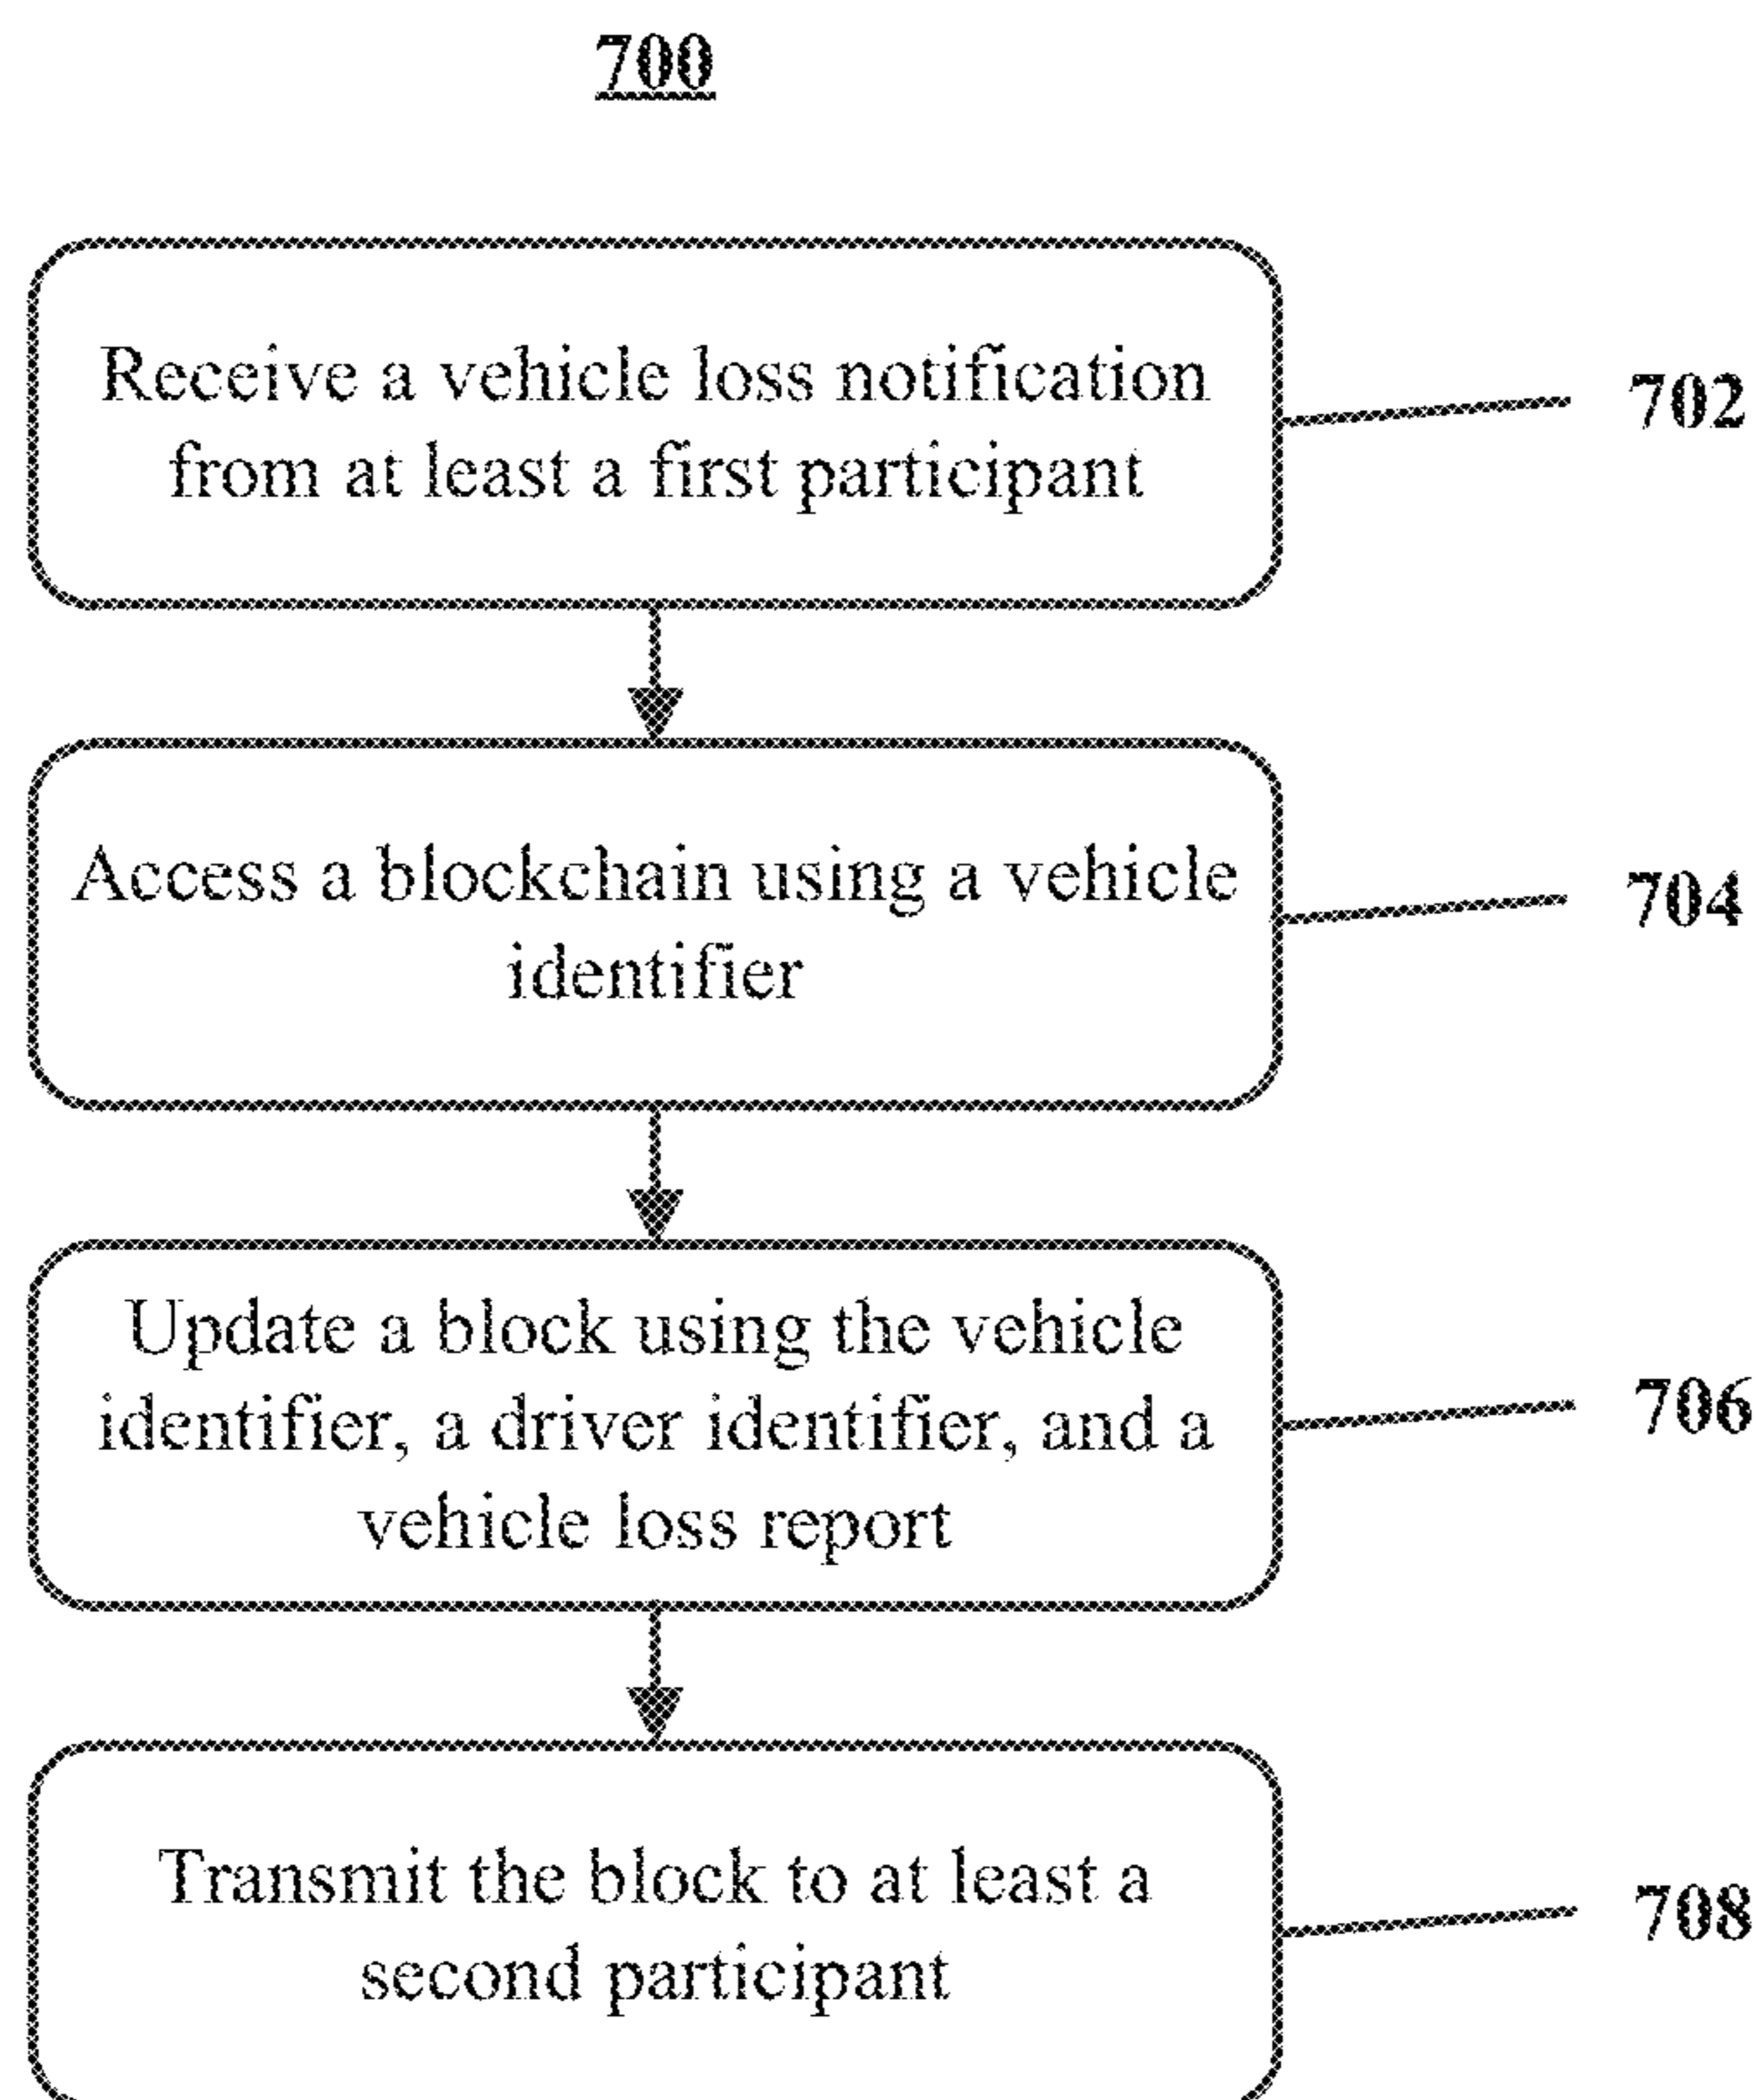 700
Receive a vehicle loss notification
from at least a first participant
702
Access a blockchain using a vehicle
identifier
704
Update a block using the vehicle
identifier, a driver identifier, and a
vehicle loss report
706
Transmit the block to at least a
second participant
708